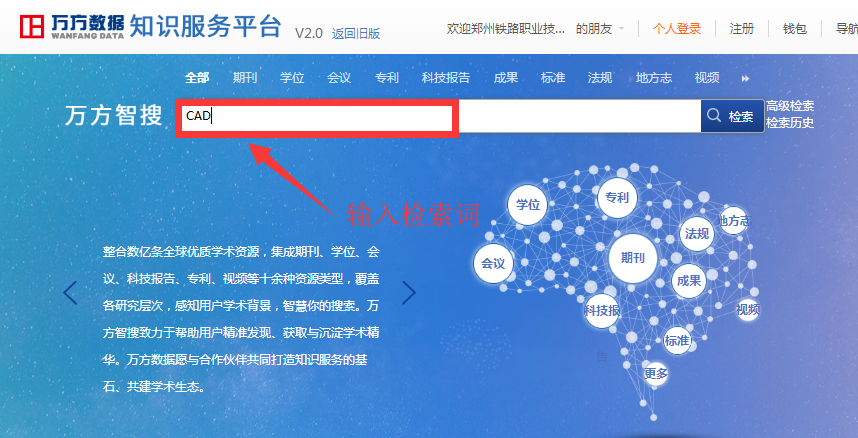 万方数据
WANFANG DATA
知识服务平台
V2.0
返回旧版
欢迎郑州铁路职业技... 的朋友
个人登录
注册
钱包
导航
全部 期刊 学位 会议 专利 科技报告 成果 标准 法规 地方志 视频
万方智搜
CAD
检索
高级检索
检索历史
输入检索词
整合数亿条全球优质学术资源，集成期刊、学位、会
议、科技报告、专利、视频等十余种资源类型，覆盖
各研究层次，感知用户学术背景，智慧你的搜索。万
方智搜致力于帮助用户精准发现、获取与沉淀学术精
华。万方数据愿与合作伙伴共同打造知识服务的基
石、共建学术生态。
学位
专利
地方志
法规
会议
期刊
成果
科技报
视频
标准
更多